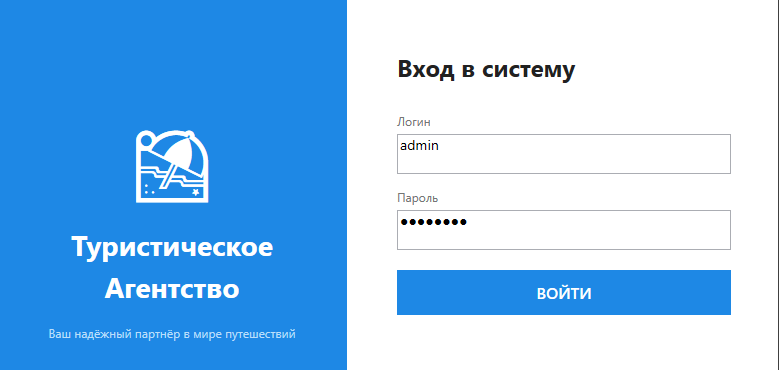 Туристическое
Агентство
Ваш надёжный партнёр в мире путешествий
Вход в систему
Логин
admin
Пароль
●●●●●●●●
ВОЙТИ